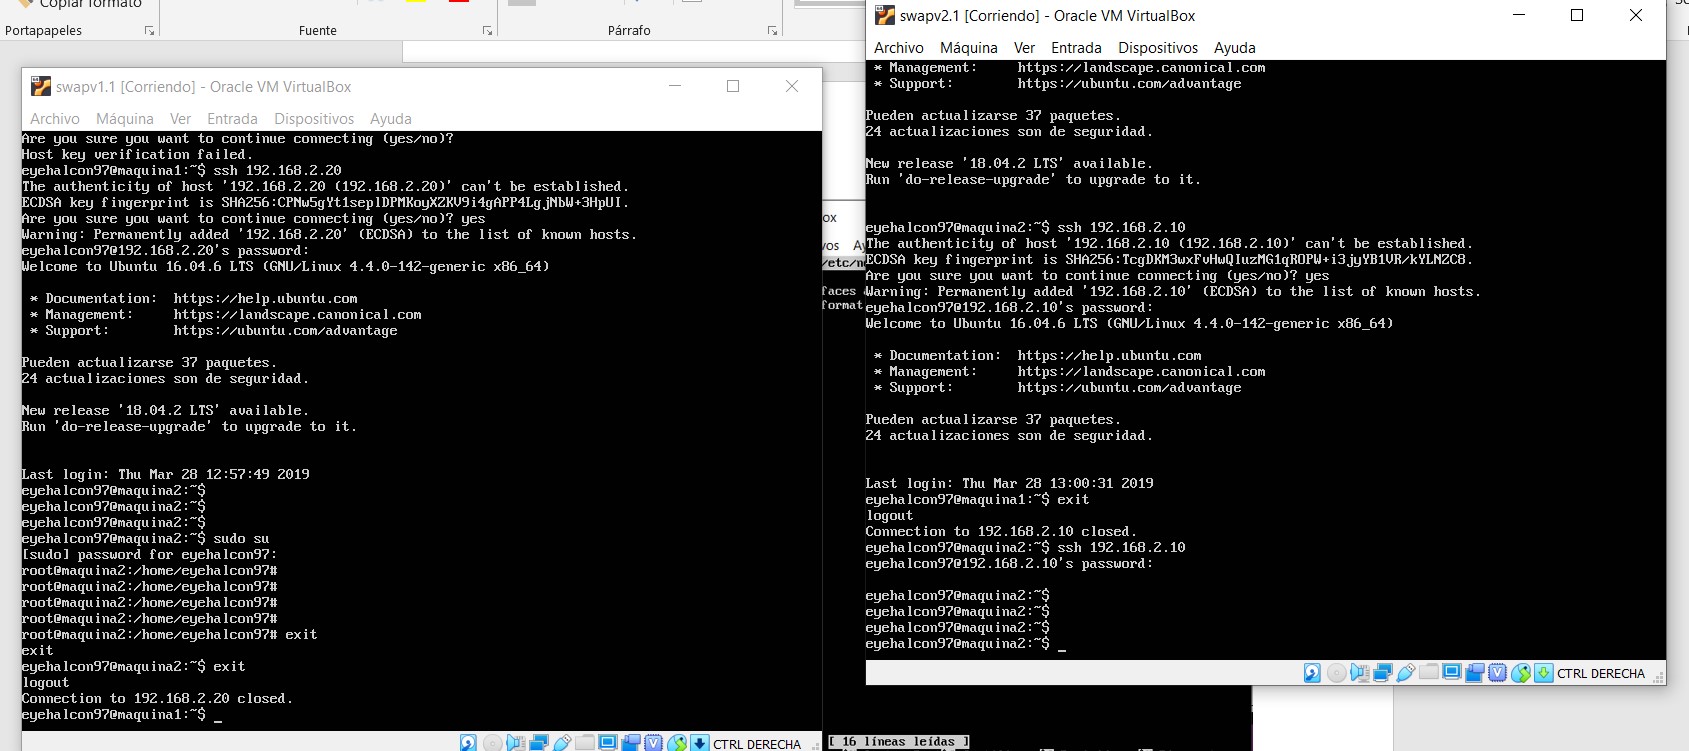 Copiar formato
Portapapeles
Fuente
Párrafo
swapv1.1 [Corriendo] - Oracle VM VirtualBox
Archivo Máquina Ver Entrada Dispositivos Ayuda
Are you sure you want to continue connecting (yes/no)?
Host key verification failed.
eyehalcon97@maquina1:~$ ssh 192.168.2.20
The authenticity of host '192.168.2.20 (192.168.2.20)' can't be established.
ECDSA key fingerprint is SHA256:CPNw5gYt1seplDPMKoyXZKV9i4gAPP4LgjNbW+3HpUI.
Are you sure you want to continue connecting (yes/no)? yes
Warning: Permanently added '192.168.2.20' (ECDSA) to the list of known hosts.
eyehalcon97@192.168.2.20's password:
Welcome to Ubuntu 16.04.6 LTS (GNU/Linux 4.4.0-142-generic x86_64)
* Documentation: https://help.ubuntu.com
* Management: https://landscape.canonical.com
* Support: https://ubuntu.com/advantage
Pueden actualizarse 37 paquetes.
24 actualizaciones son de seguridad.
New release '18.04.2 LTS' available.
Run 'do-release-upgrade' to upgrade to it.
Last login: Thu Mar 28 12:57:49 2019
eyehalcon97@maquina2:~$
eyehalcon97@maquina2:~$
eyehalcon97@maquina2:~$
eyehalcon97@maquina2:~$ sudo su
[sudo] password for eyehalcon97:
root@maquina2:/home/eyehalcon97#
root@maquina2:/home/eyehalcon97#
root@maquina2:/home/eyehalcon97#
root@maquina2:/home/eyehalcon97#
root@maquina2:/home/eyehalcon97# exit
exit
eyehalcon97@maquina2:~$ exit
logout
Connection to 192.168.2.20 closed.
eyehalcon97@maquina1:~$ _
CTRL DERECHA
ox
vos Ay
/etc/n
faces
format
[ 16 líneas leídas ]
swapv2.1 [Corriendo] - Oracle VM VirtualBox
Archivo Máquina Ver Entrada Dispositivos Ayuda
* Management: https://landscape.canonical.com
* Support: https://ubuntu.com/advantage
Pueden actualizarse 37 paquetes.
24 actualizaciones son de seguridad.
New release '18.04.2 LTS' available.
Run 'do-release-upgrade' to upgrade to it.
eyehalcon97@maquina2:~$ ssh 192.168.2.10
The authenticity of host '192.168.2.10 (192.168.2.10)' can't be established.
ECDSA key fingerprint is SHA256:TcgDKM3wxFvHwQIuzMG1qROPW+i3jyYB1VR/kYLNZC8.
Are you sure you want to continue connecting (yes/no)? yes
Warning: Permanently added '192.168.2.10' (ECDSA) to the list of known hosts.
eyehalcon97@192.168.2.10's password:
Welcome to Ubuntu 16.04.6 LTS (GNU/Linux 4.4.0-142-generic x86_64)
* Documentation: https://help.ubuntu.com
* Management: https://landscape.canonical.com
* Support: https://ubuntu.com/advantage
Pueden actualizarse 37 paquetes.
24 actualizaciones son de seguridad.
Last login: Thu Mar 28 13:00:31 2019
eyehalcon97@maquina1:~$ exit
logout
Connection to 192.168.2.10 closed.
eyehalcon97@maquina2:~$ ssh 192.168.2.10
eyehalcon97@192.168.2.10's password:
eyehalcon97@maquina2:~$
eyehalcon97@maquina2:~$
eyehalcon97@maquina2:~$
eyehalcon97@maquina2:~$ _
CTRL DERECHA